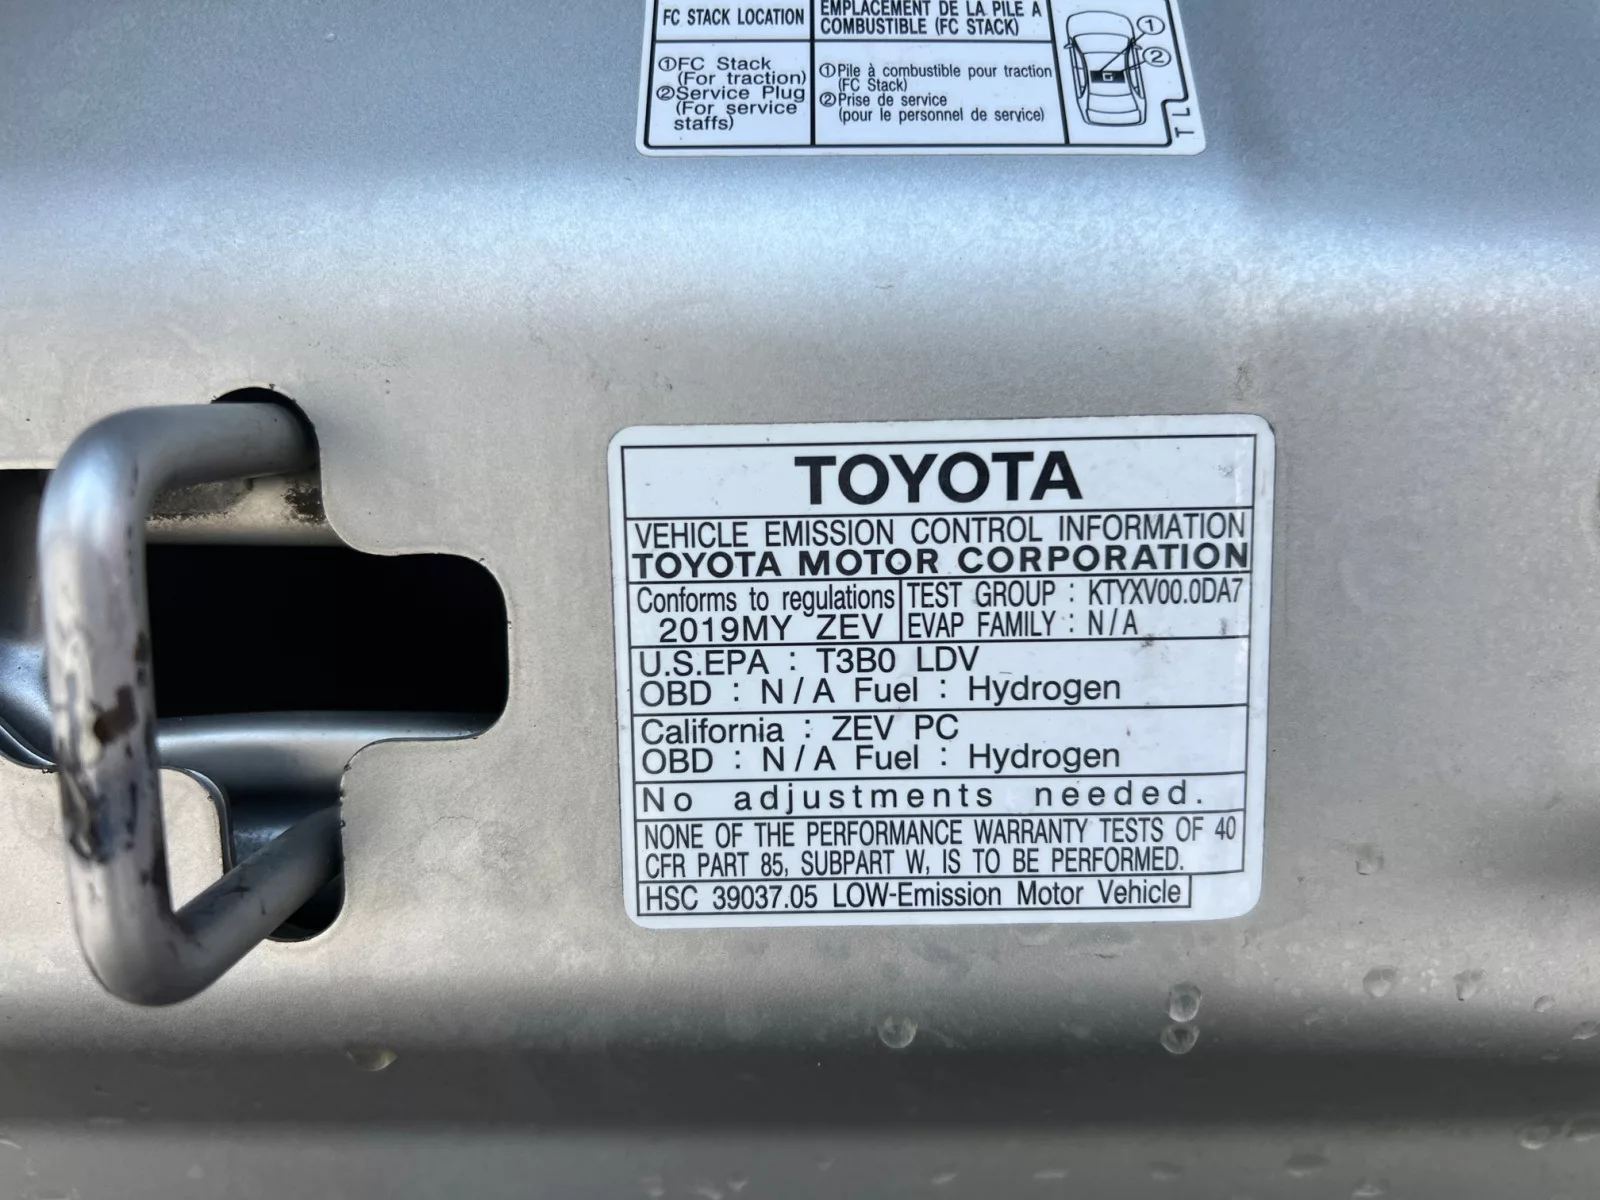 FC STACK LOCATION
EMPLACEMENT DE LA PILE A
COMBUSTIBLE (FC STACK)
①FC Stack
(For traction)
②Service Plug
(For service
staffs)
①Pile à combustible pour traction
(FC Stack)
②Prise de service
(pour le personnel de service)
①
②
G
TLL
TOYOTA
VEHICLE EMISSION CONTROL INFORMATION
TOYOTA MOTOR CORPORATION
Conforms to regulations
2019MY ZEV
TEST GROUP : KTYXV00.0DA7
EVAP FAMILY : N/A
U.S.EPA : T3B0 LDV
OBD : N/A Fuel : Hydrogen
California : ZEV PC
OBD : N/A Fuel : Hydrogen
No adjustments needed.
NONE OF THE PERFORMANCE WARRANTY TESTS OF 40
CFR PART 85, SUBPART W, IS TO BE PERFORMED.
HSC 39037.05 LOW-Emission Motor Vehicle